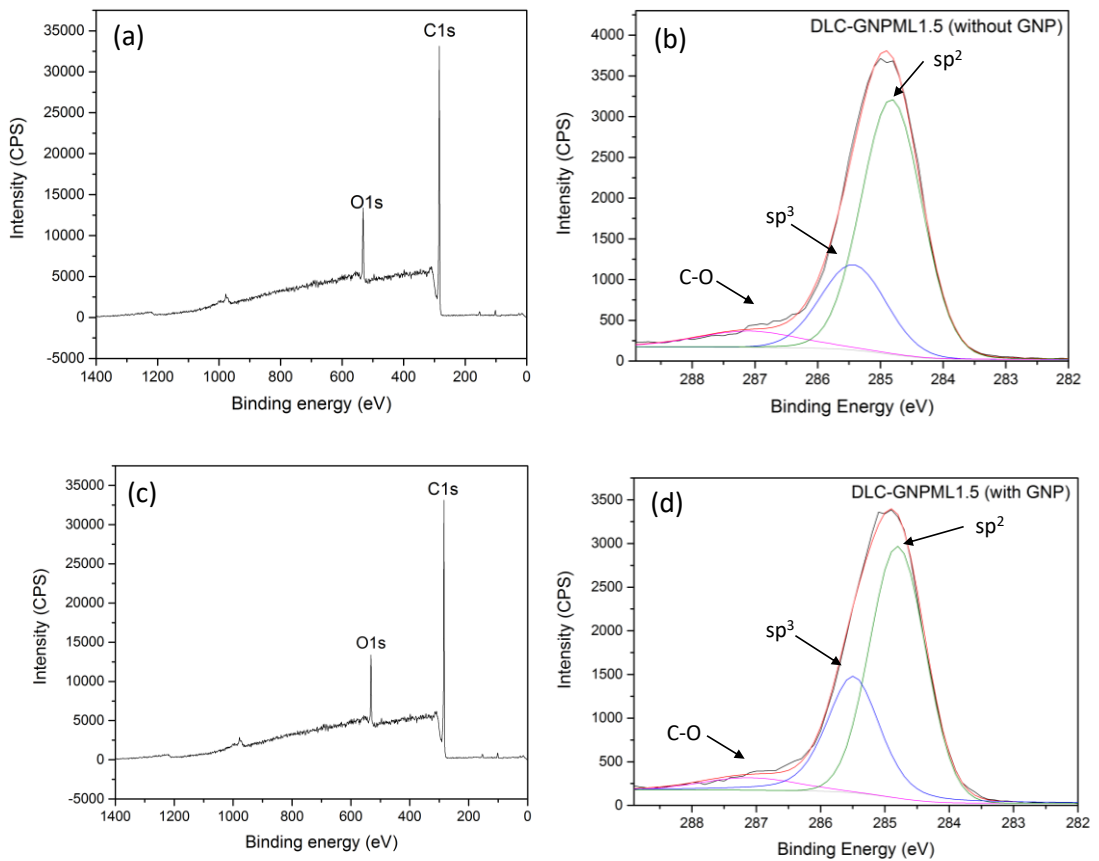 (a)
C1s
O1s
Intensity (CPS)
35000
30000
25000
20000
15000
10000
5000
0
-5000
1400 1200 1000 800 600 400 200 0
Binding energy (eV)
(b)
DLC-GNPML1.5 (without GNP)
sp²
sp³
C-O
Intensity (CPS)
4000
3500
3000
2500
2000
1500
1000
500
0
288 287 286 285 284 283 282
Binding Energy (eV)
(c)
C1s
O1s
Intensity (CPS)
35000
30000
25000
20000
15000
10000
5000
0
-5000
1400 1200 1000 800 600 400 200 0
Binding energy (eV)
(d)
DLC-GNPML1.5 (with GNP)
sp²
sp³
C-O
Intensity (CPS)
3500
3000
2500
2000
1500
1000
500
0
288 287 286 285 284 283 282
Binding Energy (eV)